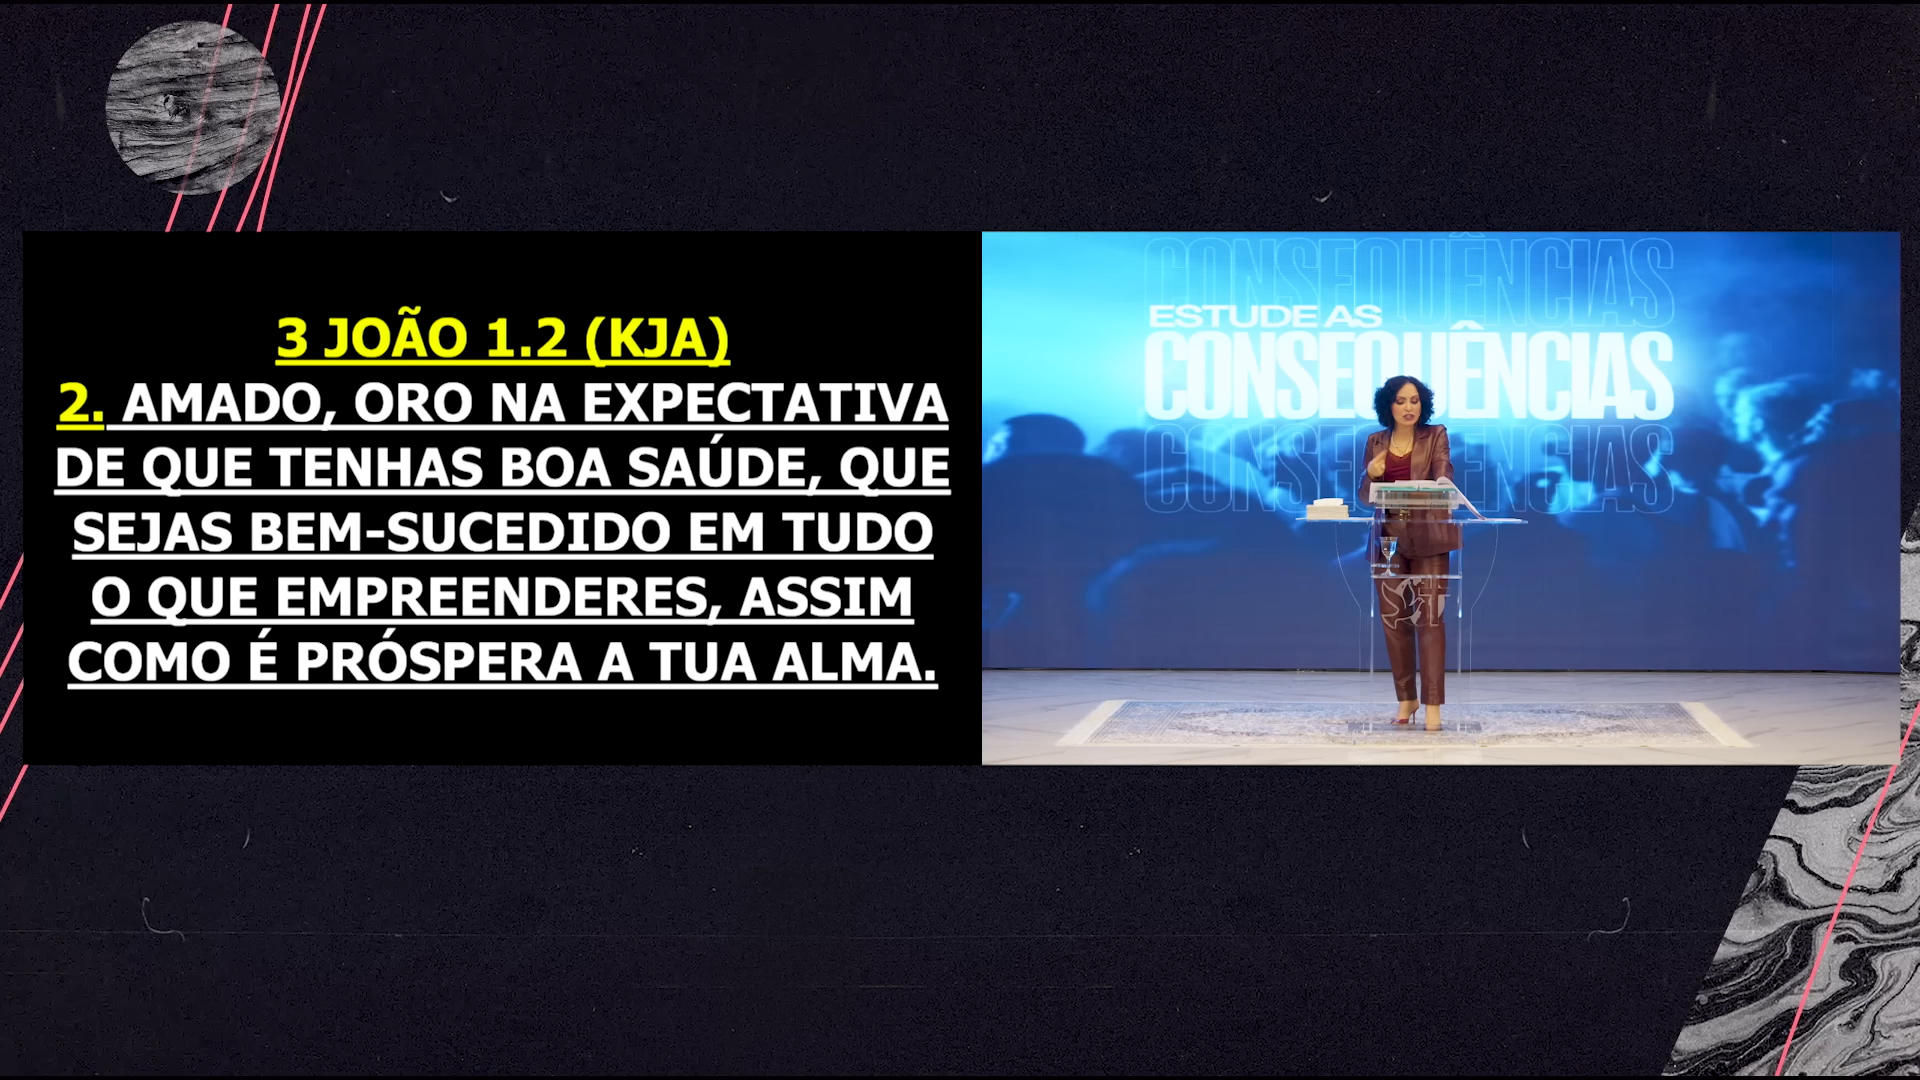 3 JOÃO 1.2 (KJA)
2. AMADO, ORO NA EXPECTATIVA
DE QUE TENHAS BOA SAÚDE, QUE
SEJAS BEM-SUCEDIDO EM TUDO
O QUE EMPREENDERES, ASSIM
COMO É PRÓSPERA A TUA ALMA.
CONSEQUÊNCIAS
ESTUDE AS
CONSEQUÊNCIAS
CONSEQUÊNCIAS